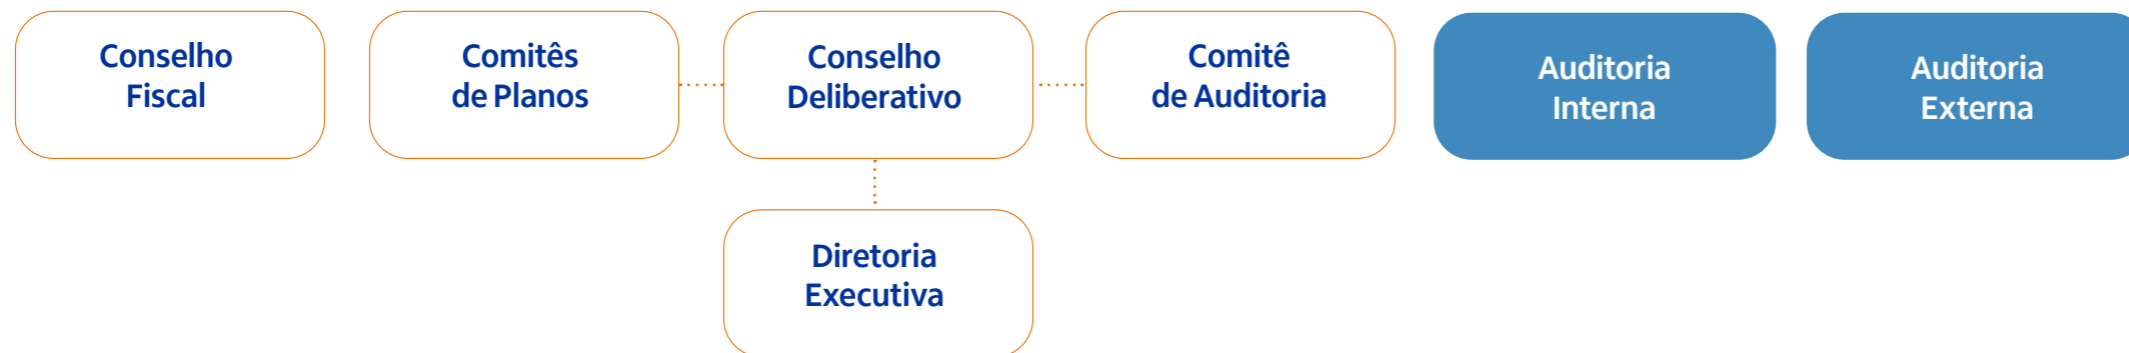 Conselho
Fiscal
Comitês
de Planos
Conselho
Deliberativo
Comitê
de Auditoria
Auditoria
Interna
Auditoria
Externa
Diretoria
Executiva